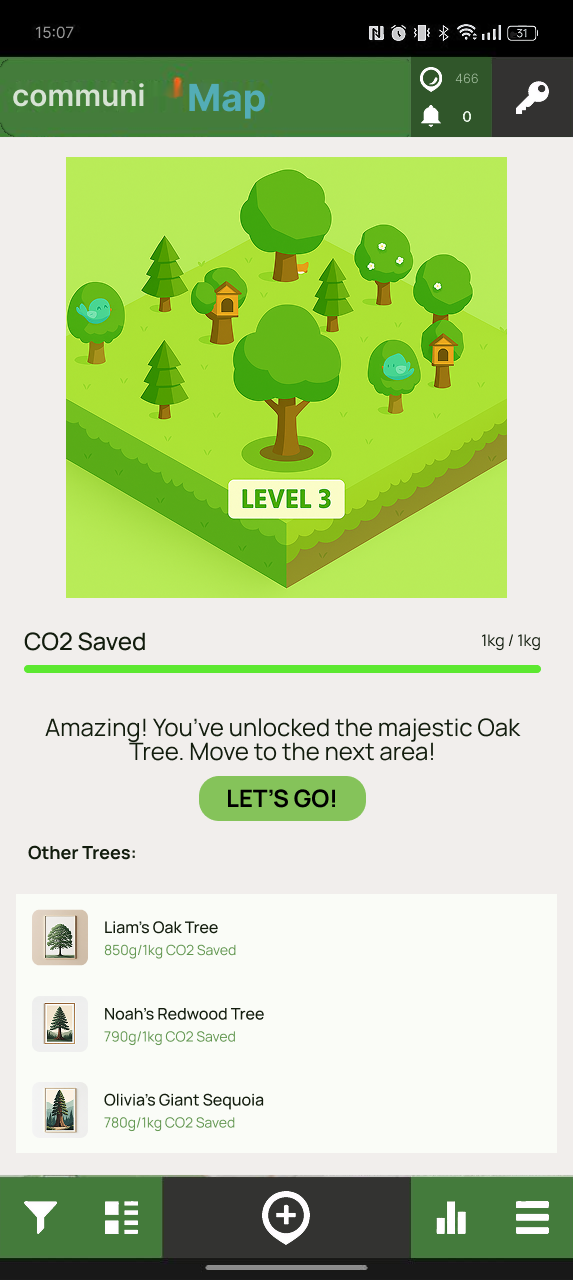 15:07
31
communi Map
466
0
LEVEL 3
CO2 Saved
1kg / 1kg
Amazing! You've unlocked the majestic Oak
Tree. Move to the next area!
LET'S GO!
Other Trees:
Liam's Oak Tree
850g/1kg CO2 Saved
Noah's Redwood Tree
790g/1kg CO2 Saved
Olivia's Giant Sequoia
780g/1kg CO2 Saved